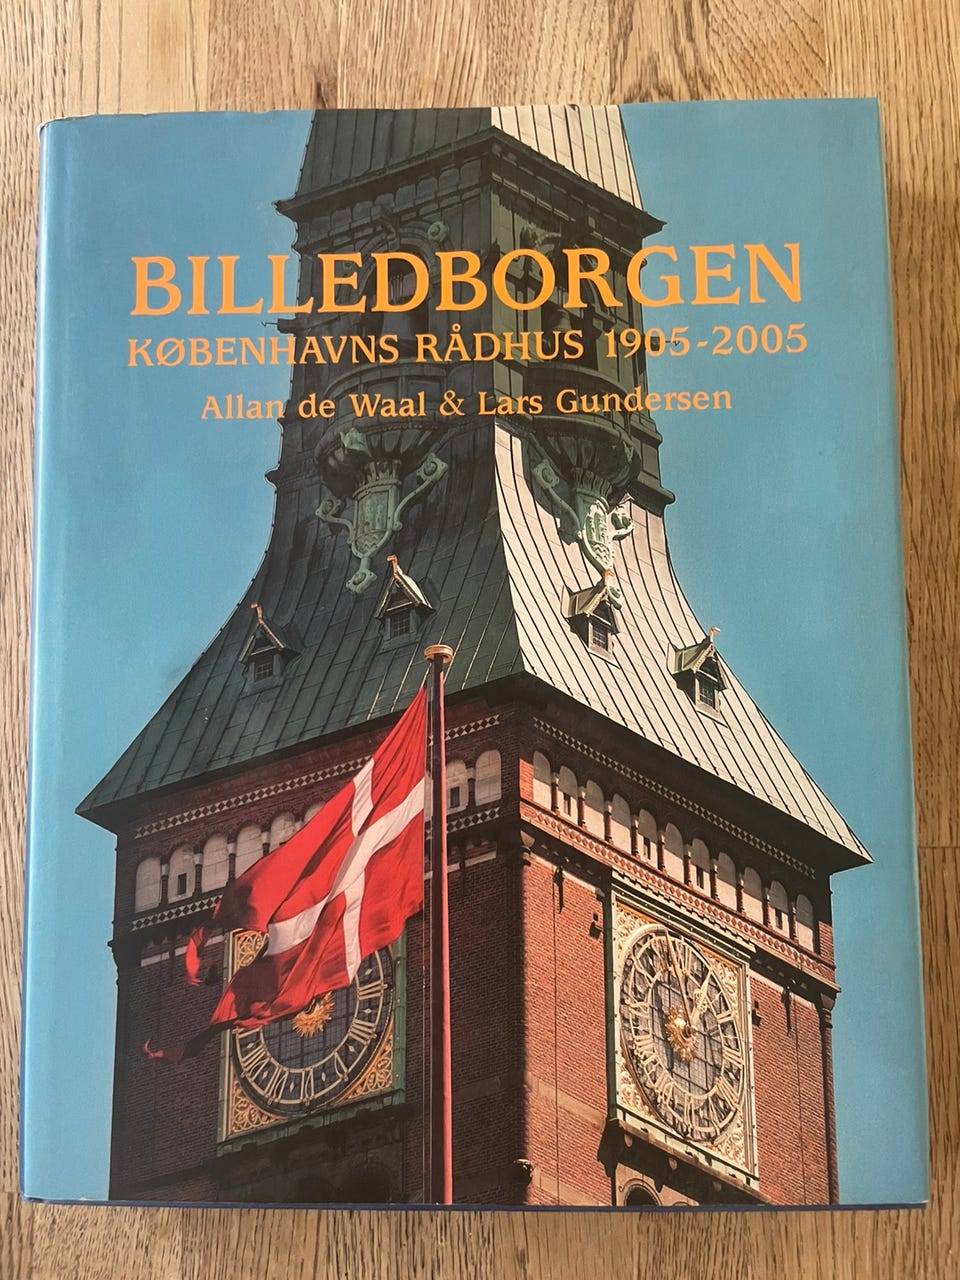 BILLEDBORGEN
KØBENHAVNS RÅDHUS 1905-2005
Allan de Waal & Lars Gundersen